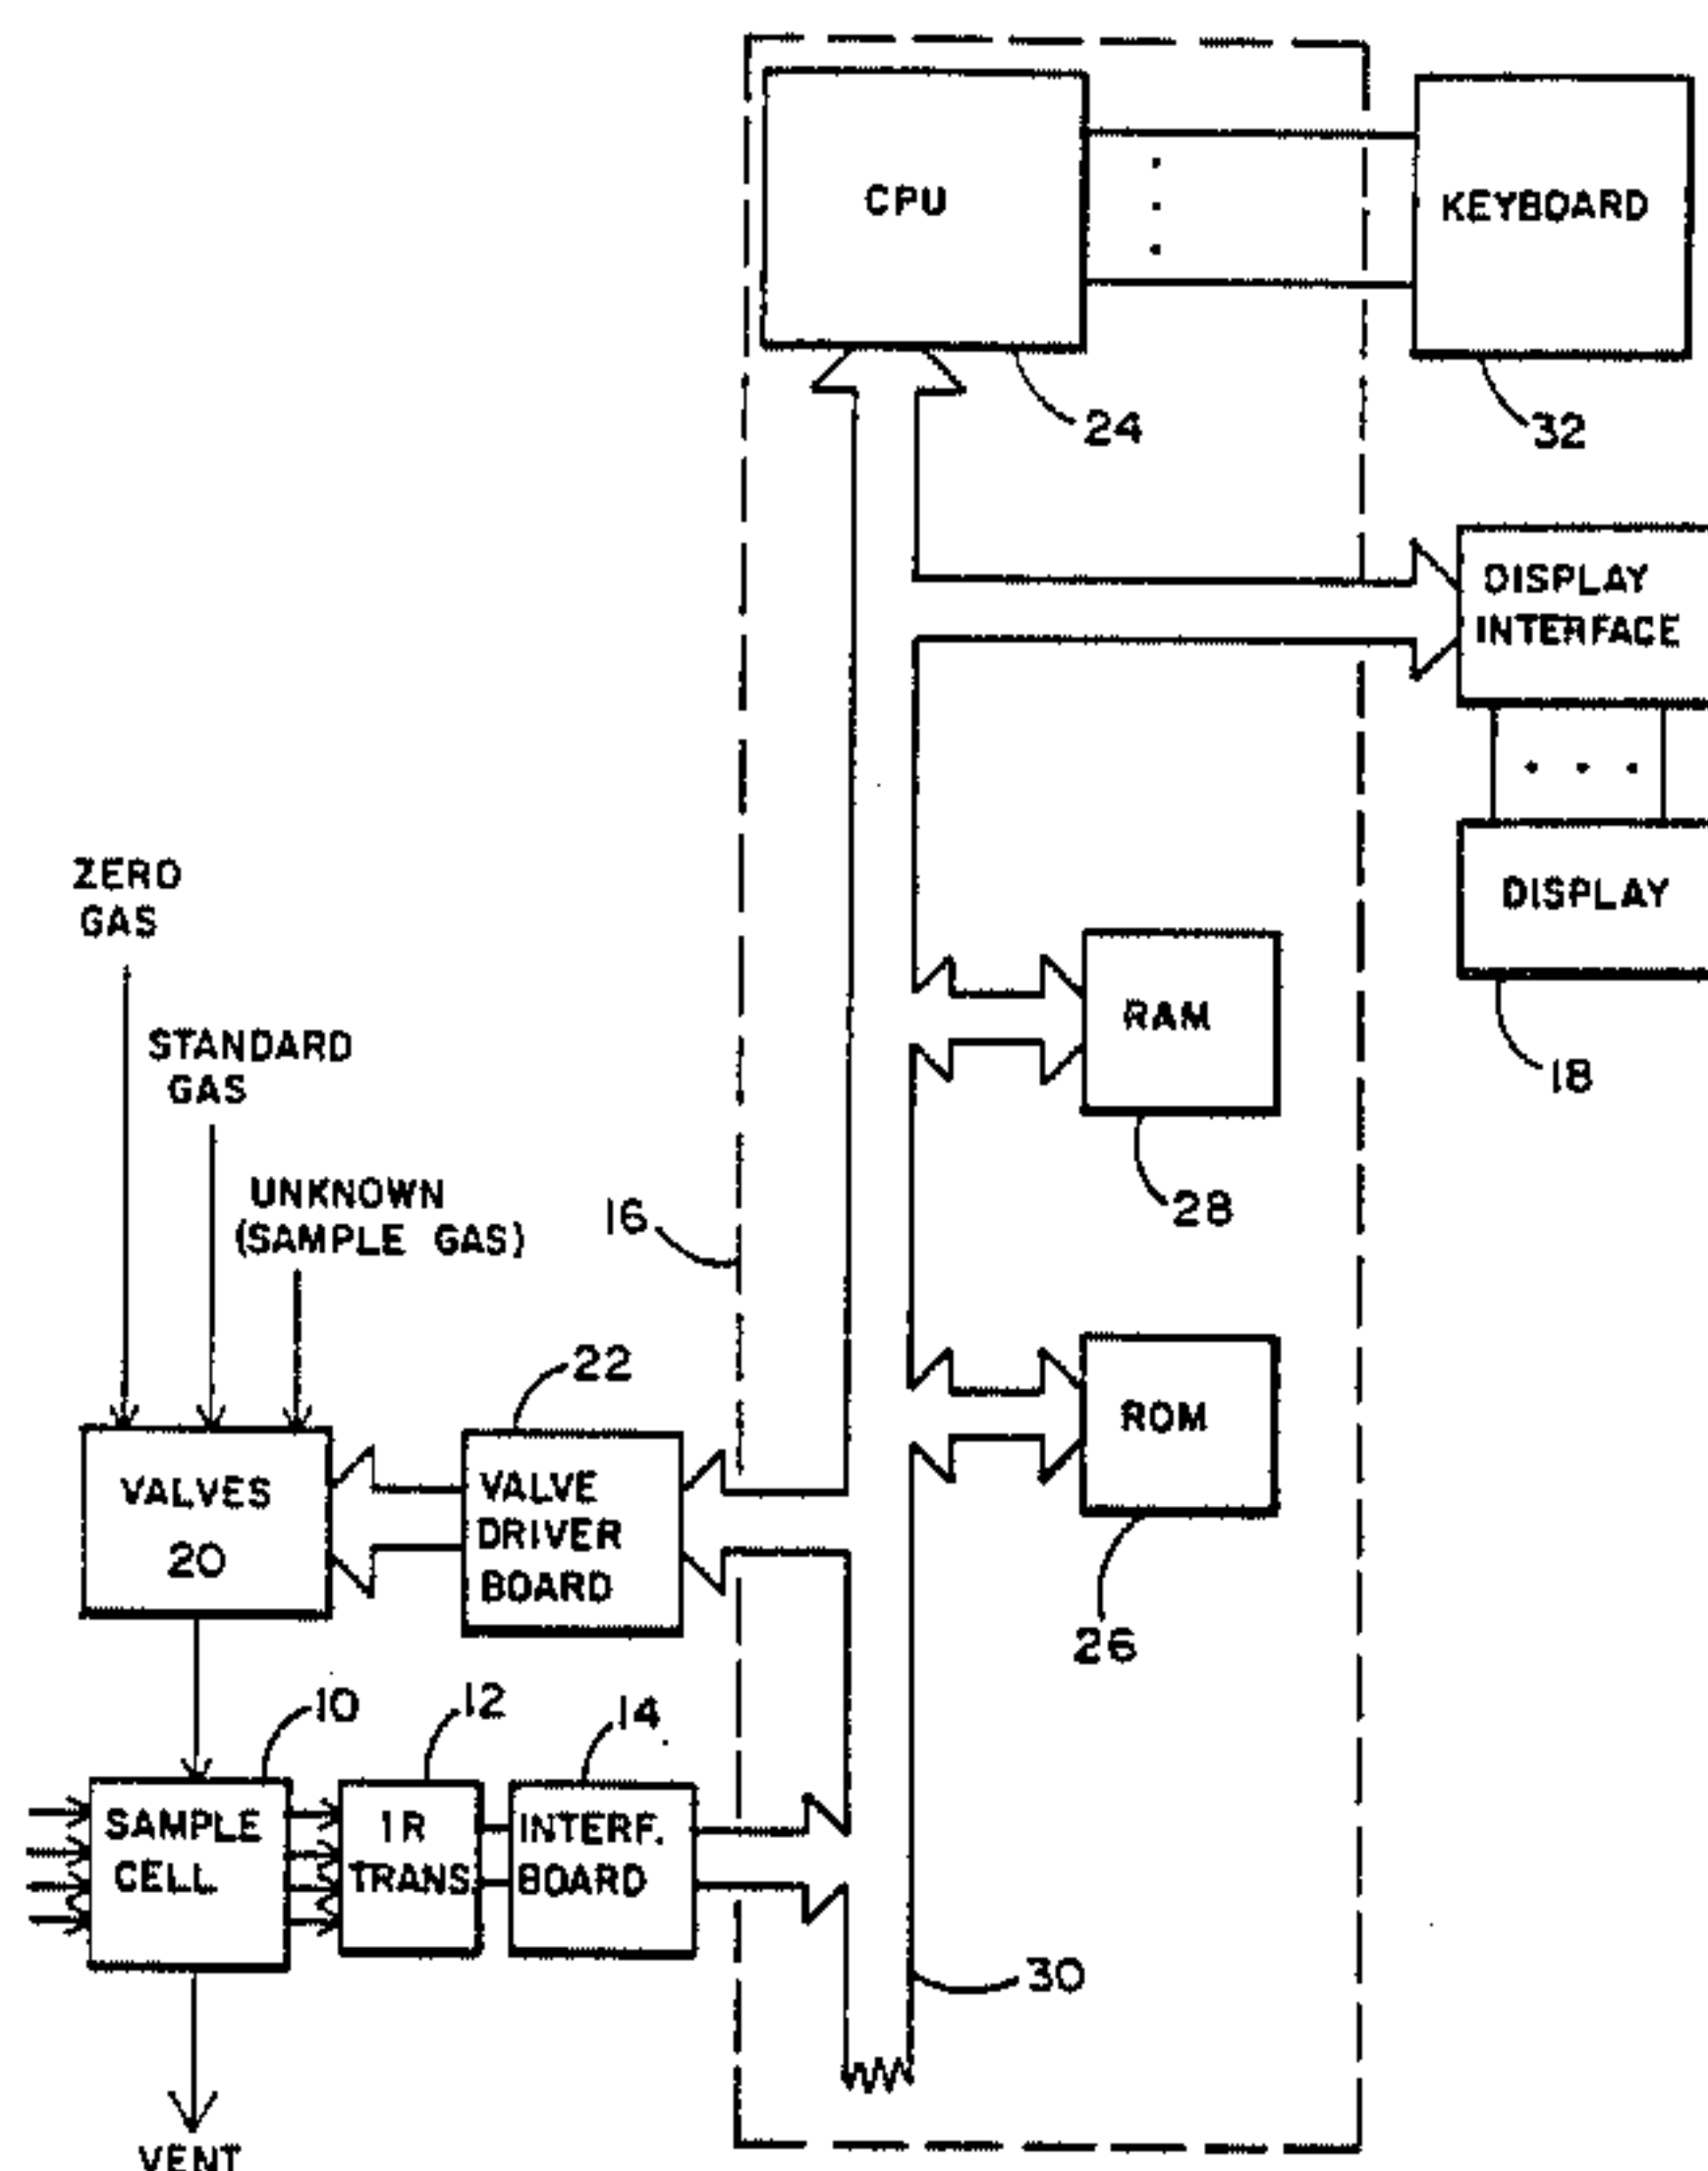 CPU
KEYBOARD
24
32
DISPLAY
INTERFACE
DISPLAY
18
ZERO
GAS
STANDARD
GAS
UNKNOWN
(SAMPLE GAS)
RAM
28
16
22
ROM
26
VALVES
20
VALVE
DRIVER
BOARD
10
12
14
SAMPLE
CELL
IR
TRANS
INTERF.
BOARD
30
VENT